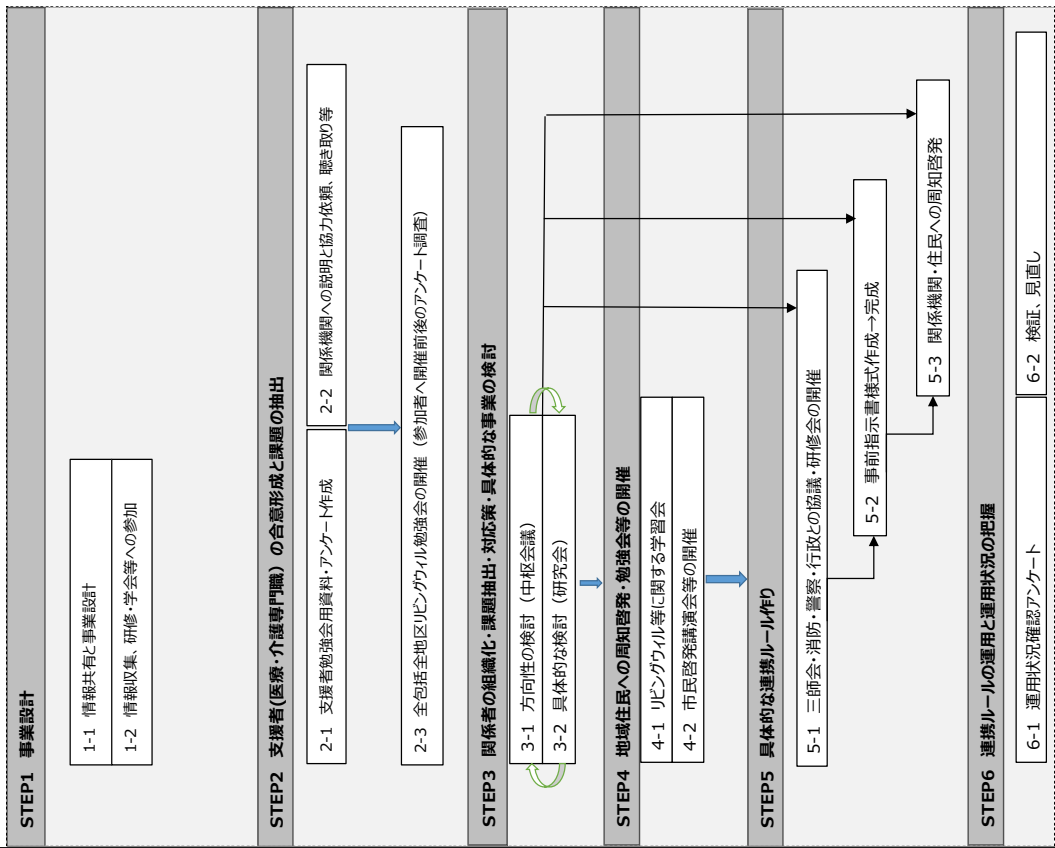 STEP1 事業設計
1-1 情報共有と事業設計
1-2 情報収集、研修・学会等への参加
STEP2 支援者(医療・介護専門職）の合意形成と課題の抽出
2-1 支援者勉強会用資料・アンケート作成
2-2 関係機関への説明と協力依頼、聴き取り等
2-3 全包括全地区リビングウィル勉強会の開催（参加者へ開催前後のアンケート調査）
STEP3 関係者の組織化・課題抽出・対応策・具体的な事業の検討
3-1 方向性の検討（中枢会議）
3-2 具体的な検討（研究会）
STEP4 地域住民への周知啓発・勉強会等の開催
4-1 リビングウィル等に関する学習会
4-2 市民啓発講演会等の開催
STEP5 具体的な連携ルール作り
5-1 三師会・消防・警察・行政との協議・研修会の開催
5-2 事前指示書様式作成→完成
5-3 関係機関・住民への周知啓発
STEP6 連携ルールの運用と運用状況の把握
6-1 運用状況確認アンケート
6-2 検証、見直し